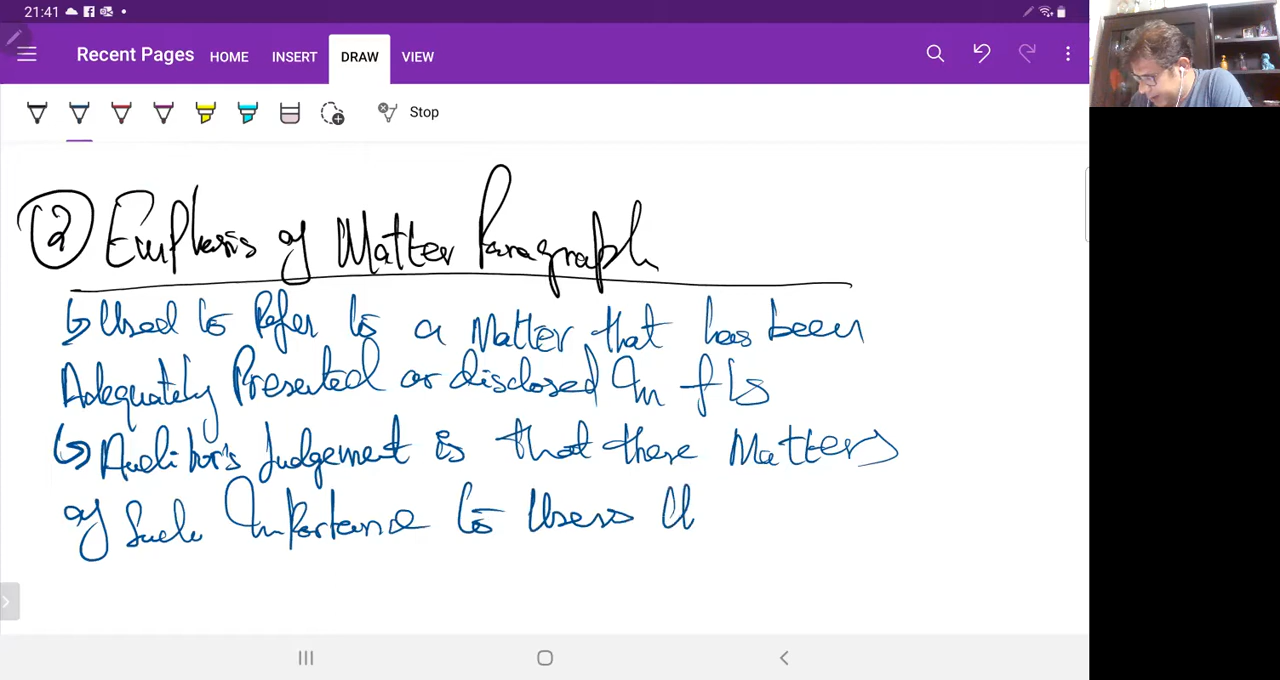 21:41
Recent Pages HOME INSERT DRAW VIEW
Stop
2 Emphasis of Matter Paragraph
Used to Refer to a Matter that has been
Adequately Presented or disclosed In f/s
Auditor's Judgement is that these Matters
of Such Importance to Users